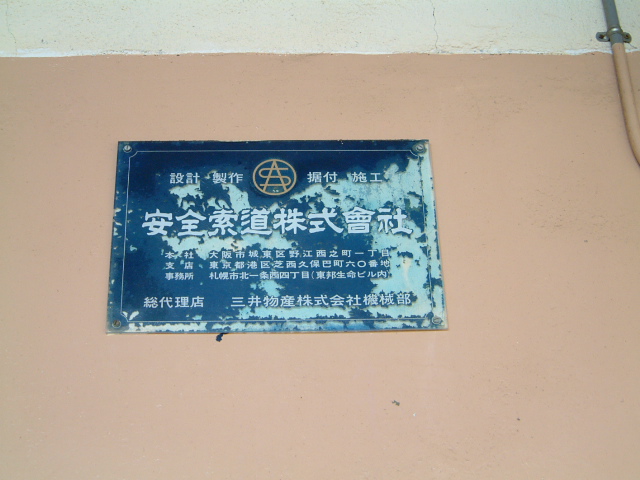 設計 製作 AS 据付 施工
安全索道株式會社
本社 大阪市城東区野江西之町一丁目
支店 東京都港区芝西久保巴町六〇番地
事務所 札幌市北一条西四丁目(東邦生命ビル内)
総代理店 三井物産株式会社機械部